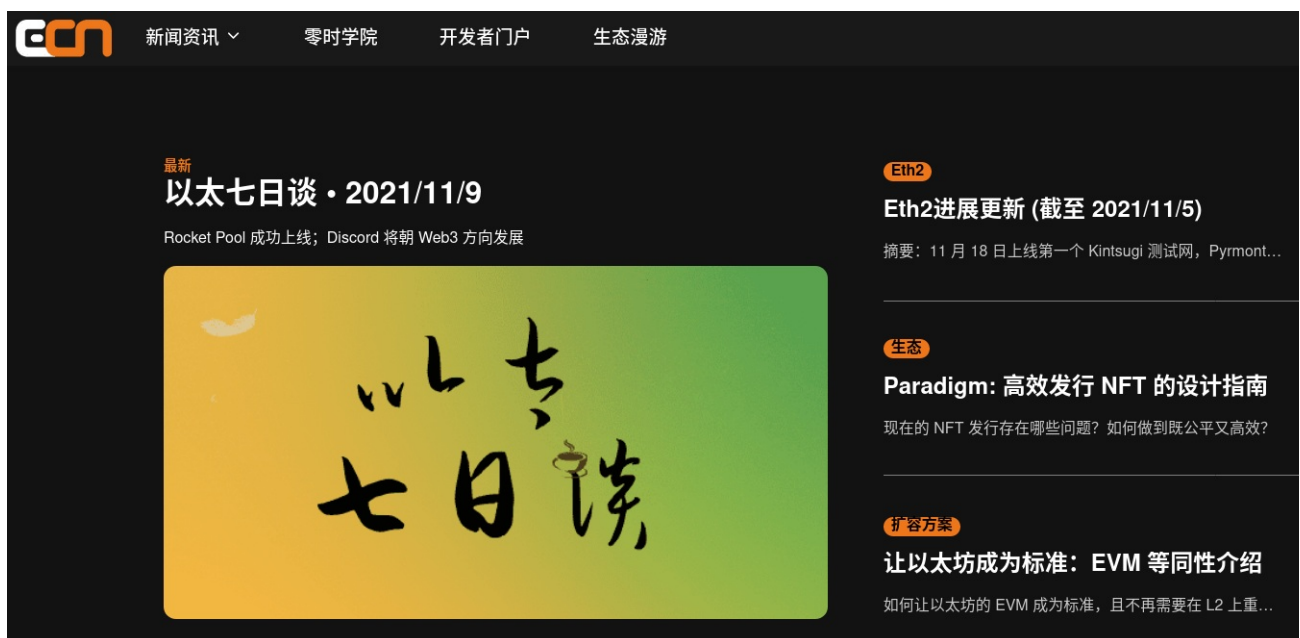 ECN
新闻资讯
零时学院
开发者门户
生态漫游
最新
以太七日谈 • 2021/11/9
Rocket Pool 成功上线；Discord 将朝 Web3 方向发展
以太
七日谈
Eth2
Eth2进展更新 (截至 2021/11/5)
摘要：11 月 18 日上线第一个 Kintsugi 测试网，Pyrmont…
生态
Paradigm: 高效发行 NFT 的设计指南
现在的 NFT 发行存在哪些问题？如何做到既公平又高效？
扩容方案
让以太坊成为标准：EVM 等同性介绍
如何让以太坊的 EVM 成为标准，且不再需要在 L2 上重…